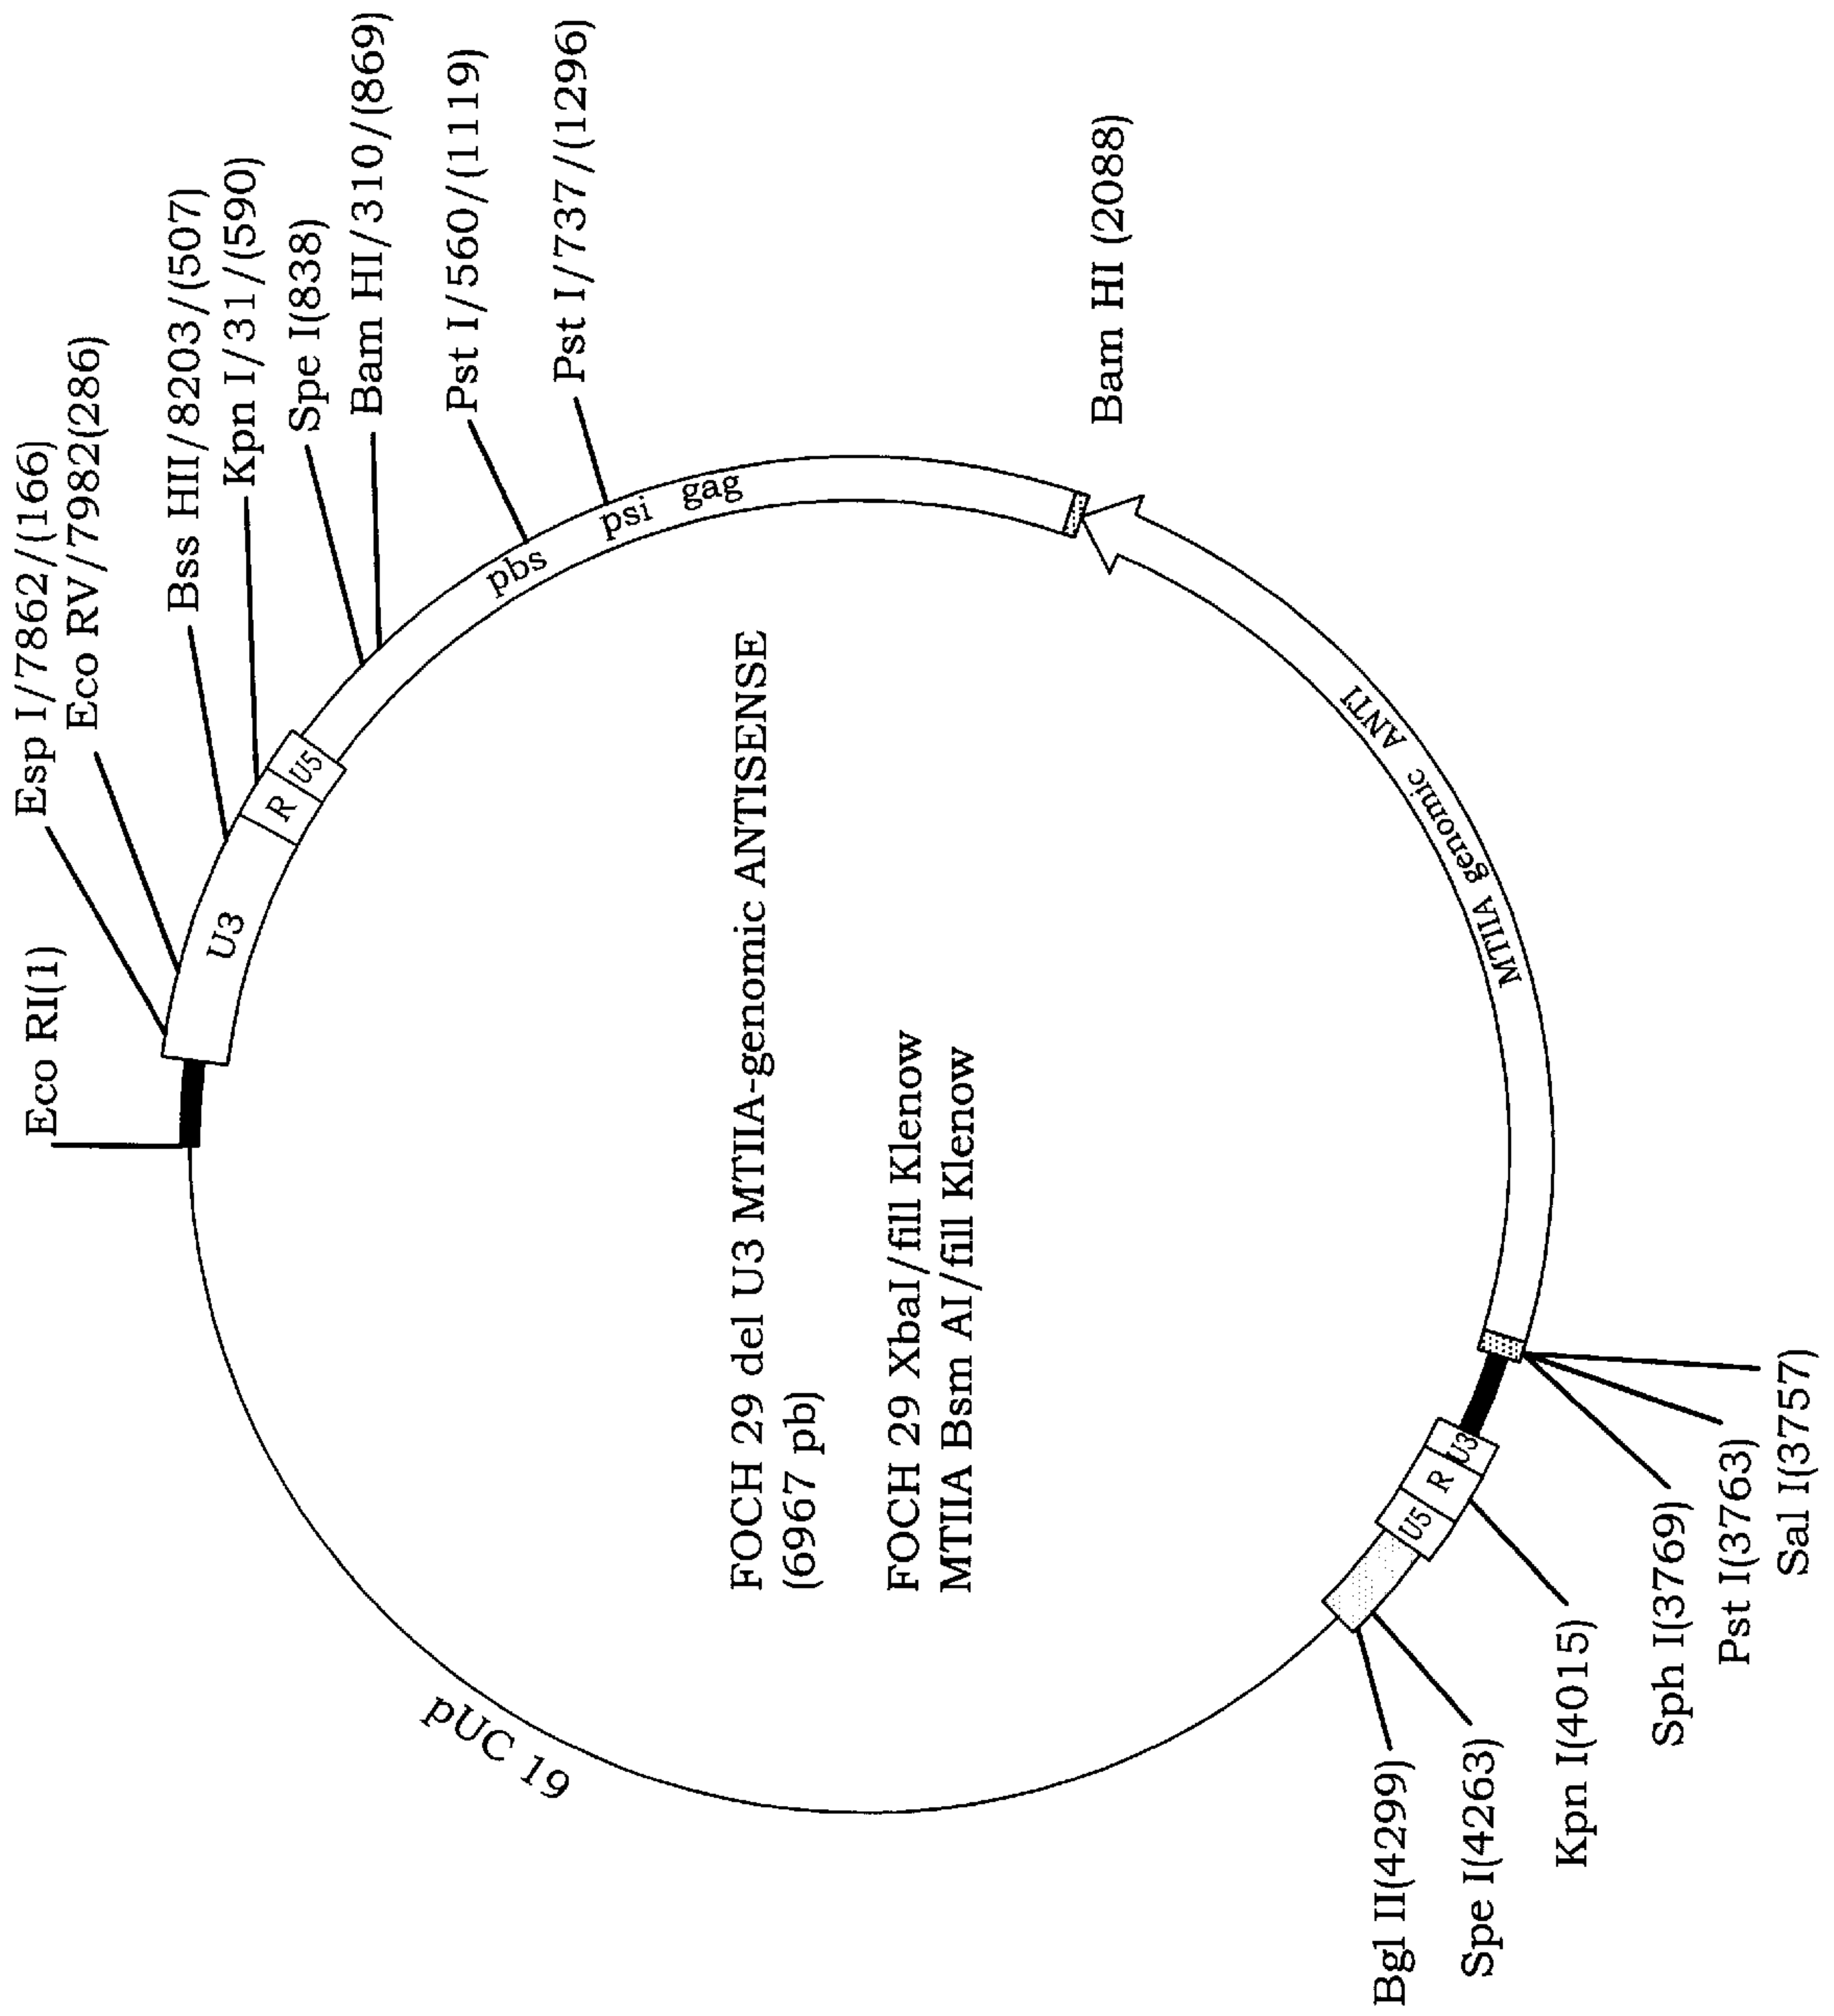 Eco RI(1)
Esp I/7862/(166)
Eco RV/7982(286)
Bss HII/8203/(507)
Kpn I/31/(590)
Spe I(838)
Bam HI/310/(869)
Pst I/560/(1119)
Pst I/737/(1296)
Bam HI (2088)
U3
R
U5
pbs
psi
gag
MTIIA genomic ANTI
FOCH 29 del U3 MTIIA-genomic ANTISENSE
(6967 pb)
FOCH 29 XbaI/fill Klenow
MTIIA Bsm AI/fill Klenow
pUC 19
U3
R
U5
Sal I(3757)
Pst I(3763)
Sph I(3769)
Kpn I(4015)
Spe I(4263)
Bgl II(4299)